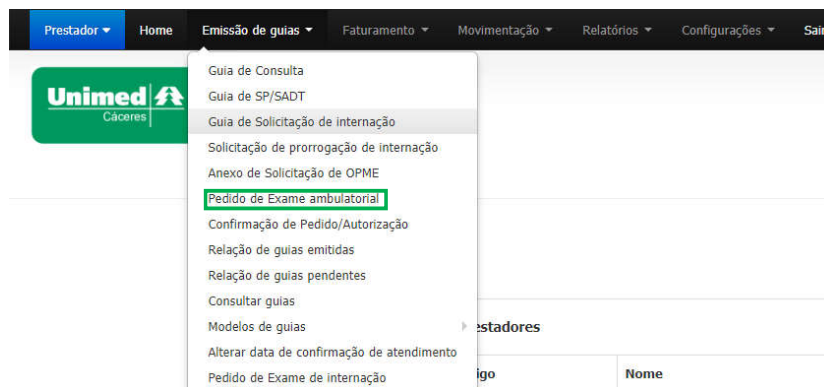 Prestador Home Emissão de guias Faturamento Movimentação Relatórios Configurações Sair
Unimed
Cáceres
Guia de Consulta
Guia de SP/SADT
Guia de Solicitação de internação
Solicitação de prorrogação de internação
Anexo de Solicitação de OPME
Pedido de Exame ambulatorial
Confirmação de Pedido/Autorização
Relação de guias emitidas
Relação de guias pendentes
Consultar guias
Modelos de guias
estadores
Alterar data de confirmação de atendimento
Pedido de Exame de internação
igo Nome